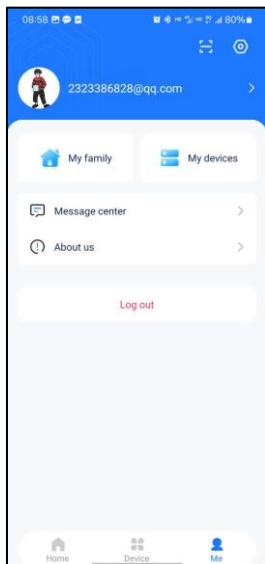 08:58 80%
2323386828@qq.com
My family My devices
Message center
About us
Log out
Home Device Me